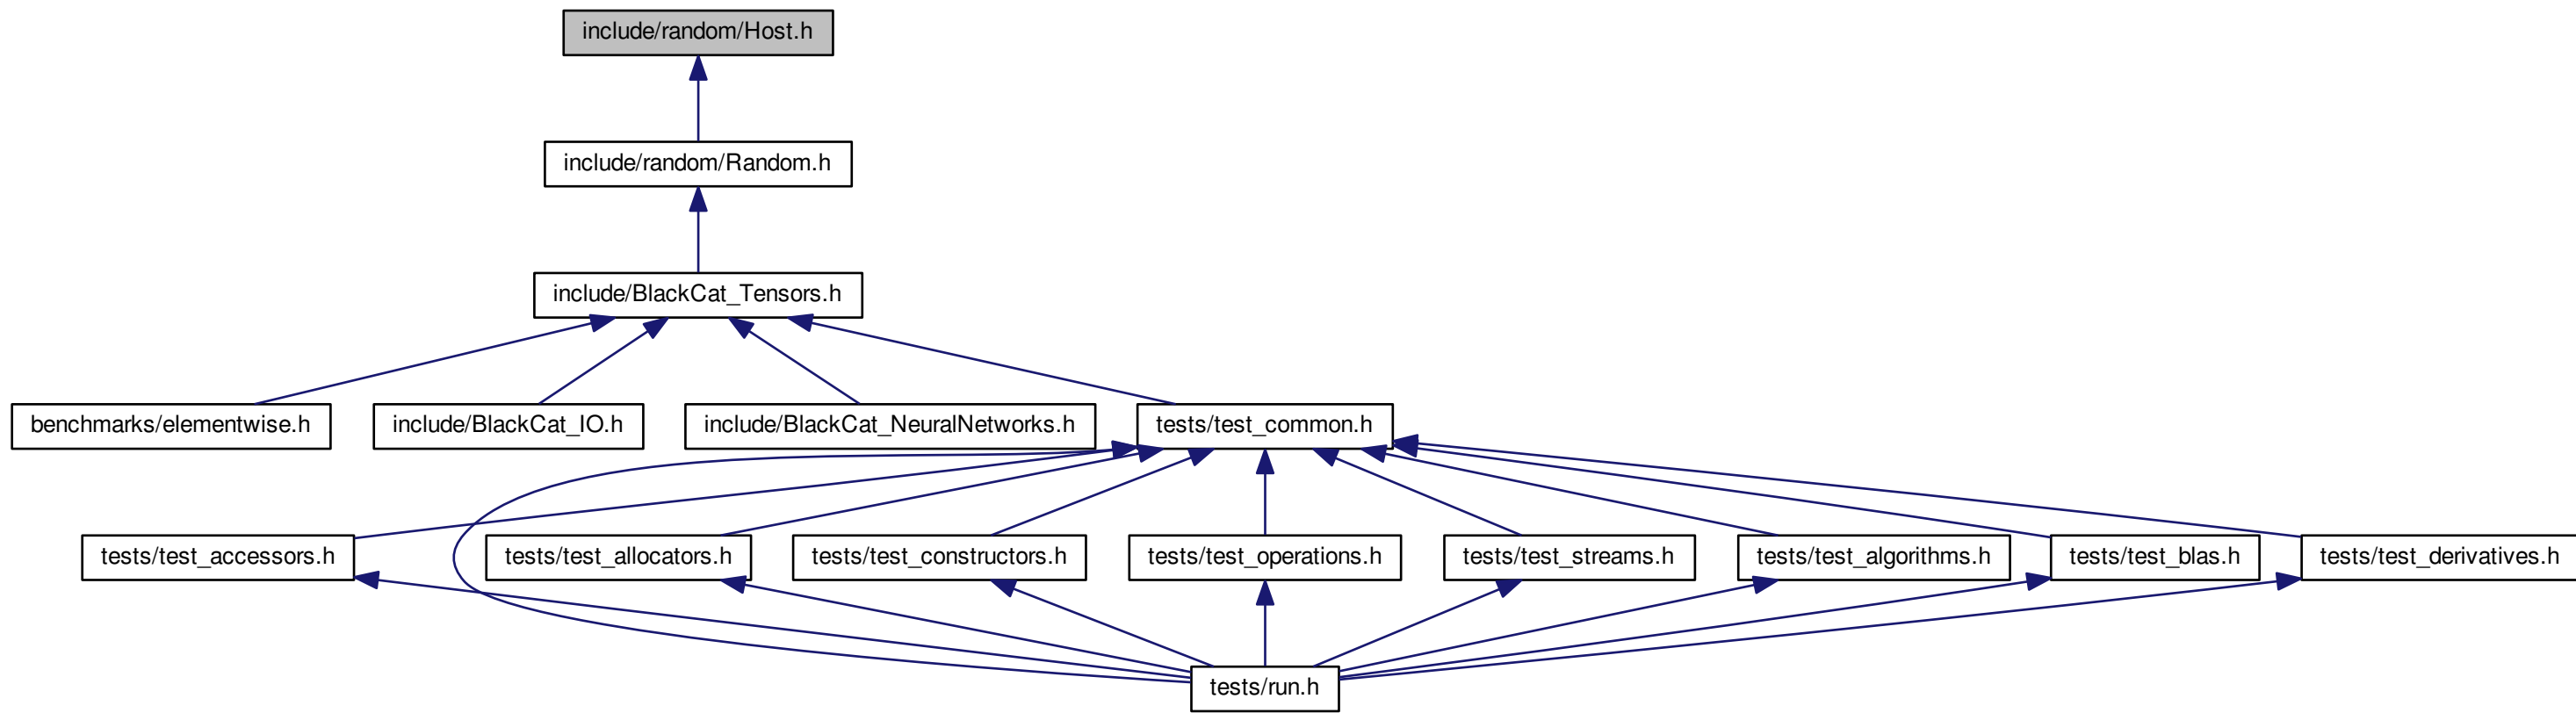 include/random/Host.h
include/random/Random.h
include/BlackCat_Tensors.h
benchmarks/elementwise.h
include/BlackCat_IO.h
include/BlackCat_NeuralNetworks.h
tests/test_common.h
tests/test_accessors.h
tests/test_allocators.h
tests/test_constructors.h
tests/test_operations.h
tests/test_streams.h
tests/test_algorithms.h
tests/test_blas.h
tests/test_derivatives.h
tests/run.h